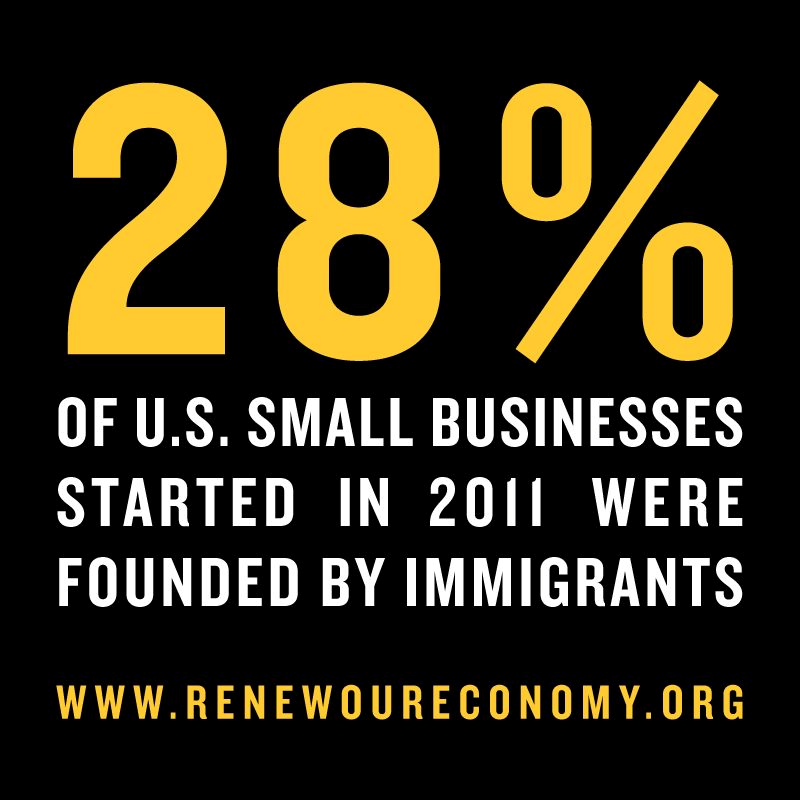 28%
OF U.S. SMALL BUSINESSES
STARTED IN 2011 WERE
FOUNDED BY IMMIGRANTS
WWW.RENEWOURECONOMY.ORG